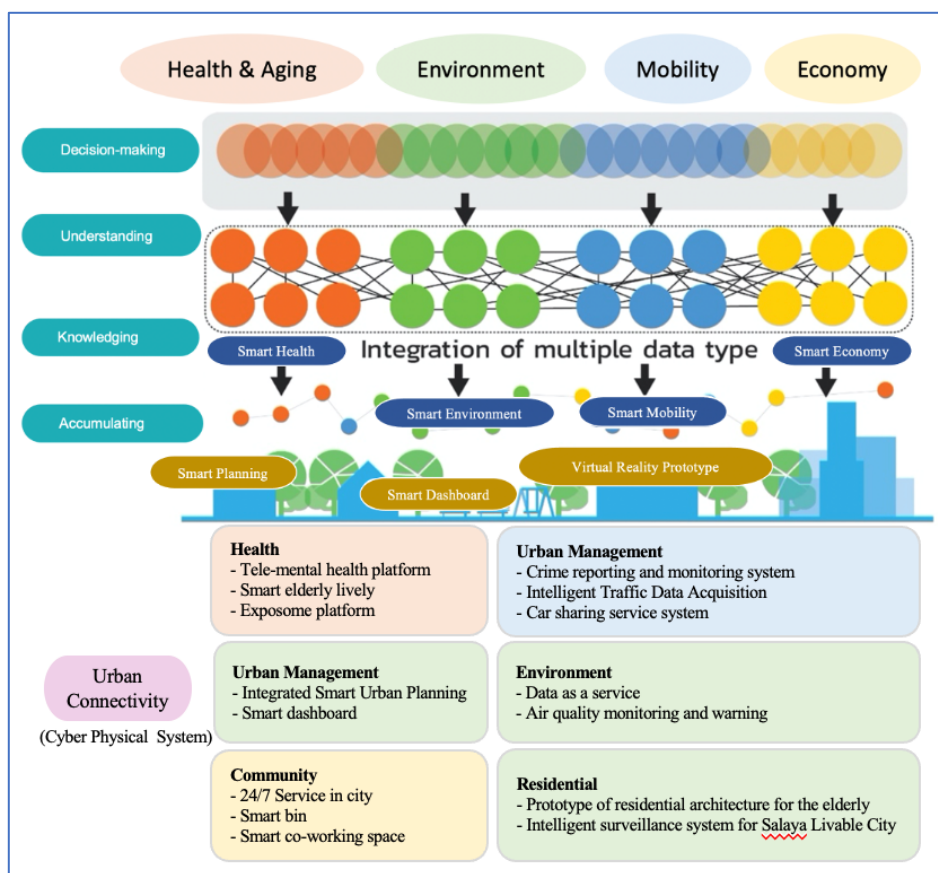 Health & Aging
Environment
Mobility
Economy
Decision-making
Understanding
Knowledging
Smart Health
Integration of multiple data type
Smart Economy
Accumulating
Smart Environment
Smart Mobility
Smart Planning
Smart Dashboard
Virtual Reality Prototype
Health
- Tele-mental health platform
- Smart elderly lively
- Exposome platform
Urban Management
- Crime reporting and monitoring system
- Intelligent Traffic Data Acquisition
- Car sharing service system
Urban
Connectivity
(Cyber Physical System)
Urban Management
- Integrated Smart Urban Planning
- Smart dashboard
Environment
- Data as a service
- Air quality monitoring and warning
Community
- 24/7 Service in city
- Smart bin
- Smart co-working space
Residential
- Prototype of residential architecture for the elderly
- Intelligent surveillance system for Salaya Livable City